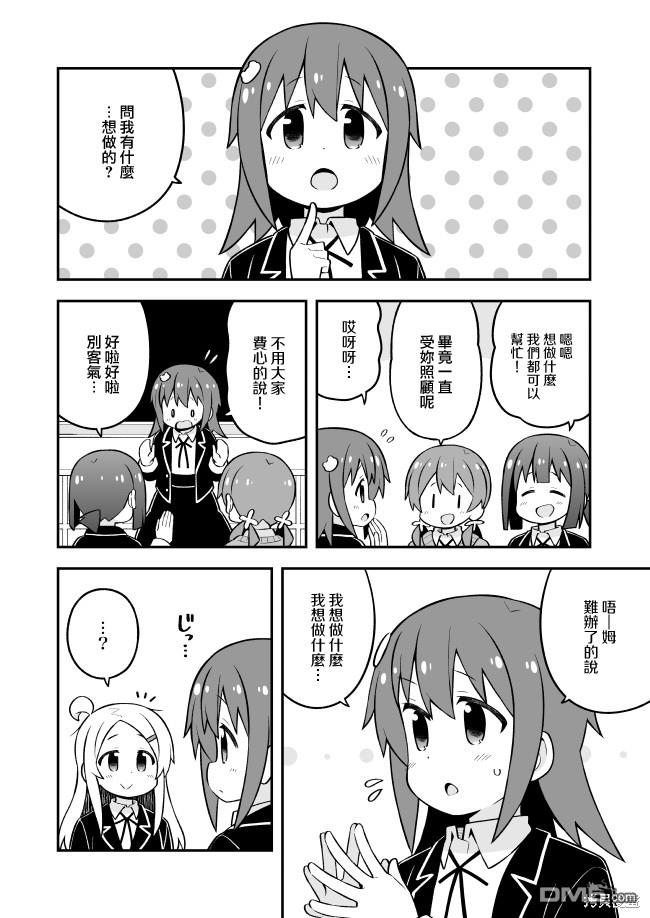 問我有什麼
…想做的?
嗯嗯
想做什麼
我們都可以
幫忙!
畢竟一直
受妳照顧呢
哎呀呀…
不用大家
費心的說!
好啦好啦
別客氣…
唔—姆
難辦了的說
我想做什麼
我想做什麼…
じっ…
…?